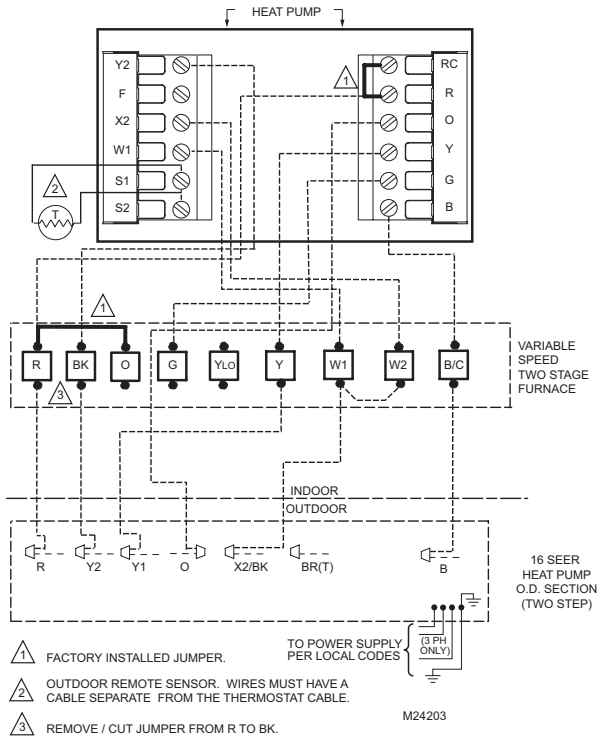 HEAT PUMP
Y2
F
X2
W1
S1
S2
RC
R
O
Y
G
B
1
2
T
1
R
BK
O
G
YLO
Y
W1
W2
B/C
3
VARIABLE
SPEED
TWO STAGE
FURNACE
INDOOR
OUTDOOR
R
Y2
Y1
O
X2/BK
BR(T)
B
16 SEER
HEAT PUMP
O.D. SECTION
(TWO STEP)
TO POWER SUPPLY
PER LOCAL CODES
(3 PH
ONLY)
1 FACTORY INSTALLED JUMPER.
2 OUTDOOR REMOTE SENSOR. WIRES MUST HAVE A
CABLE SEPARATE FROM THE THERMOSTAT CABLE.
3 REMOVE / CUT JUMPER FROM R TO BK.
M24203